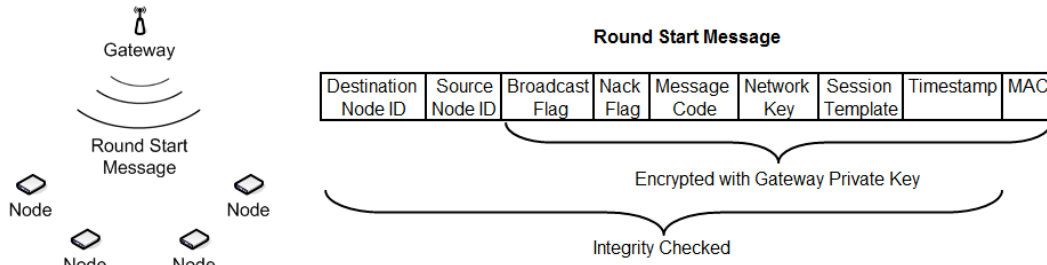 Gateway
Round Start
Message
Node
Node
Node
Node
Round Start Message
Destination Node ID
Source Node ID
Broadcast Flag
Nack Flag
Message Code
Network Key
Session Template
Timestamp
MAC
Encrypted with Gateway Private Key
Integrity Checked